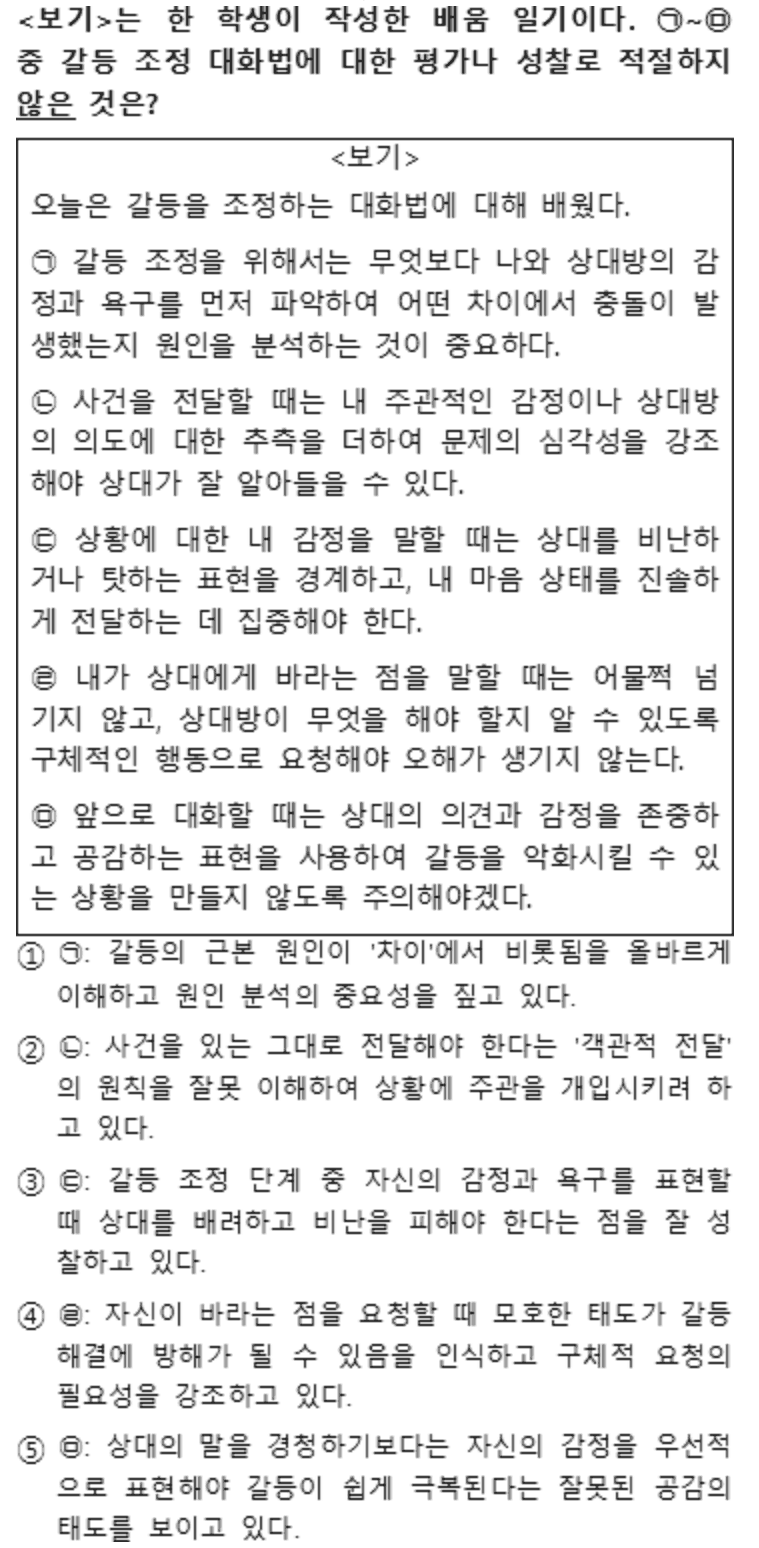 <보기>는 한 학생이 작성한 배움 일기이다. ㉠~㉤
중 갈등 조정 대화법에 대한 평가나 성찰로 적절하지
않은 것은?
<보기>
오늘은 갈등을 조정하는 대화법에 대해 배웠다.
㉠ 갈등 조정을 위해서는 무엇보다 나와 상대방의 감
정과 욕구를 먼저 파악하여 어떤 차이에서 충돌이 발
생했는지 원인을 분석하는 것이 중요하다.
㉡ 사건을 전달할 때는 내 주관적인 감정이나 상대방
의 의도에 대한 추측을 더하여 문제의 심각성을 강조
해야 상대가 잘 알아들을 수 있다.
㉢ 상황에 대한 내 감정을 말할 때는 상대를 비난하
거나 탓하는 표현을 경계하고, 내 마음 상태를 진솔하
게 전달하는 데 집중해야 한다.
㉣ 내가 상대에게 바라는 점을 말할 때는 어물쩍 넘
기지 않고, 상대방이 무엇을 해야 할지 알 수 있도록
구체적인 행동으로 요청해야 오해가 생기지 않는다.
㉤ 앞으로 대화할 때는 상대의 의견과 감정을 존중하
고 공감하는 표현을 사용하여 갈등을 악화시킬 수 있
는 상황을 만들지 않도록 주의해야겠다.
① ㉠: 갈등의 근본 원인이 '차이'에서 비롯됨을 올바르게
이해하고 원인 분석의 중요성을 짚고 있다.
② ㉡: 사건을 있는 그대로 전달해야 한다는 '객관적 전달'
의 원칙을 잘못 이해하여 상황에 주관을 개입시키려 하
고 있다.
③ ㉢: 갈등 조정 단계 중 자신의 감정과 욕구를 표현할
때 상대를 배려하고 비난을 피해야 한다는 점을 잘 성
찰하고 있다.
④ ㉣: 자신이 바라는 점을 요청할 때 모호한 태도가 갈등
해결에 방해가 될 수 있음을 인식하고 구체적 요청의
필요성을 강조하고 있다.
⑤ ㉤: 상대의 말을 경청하기보다는 자신의 감정을 우선적
으로 표현해야 갈등이 쉽게 극복된다는 잘못된 공감의
태도를 보이고 있다.